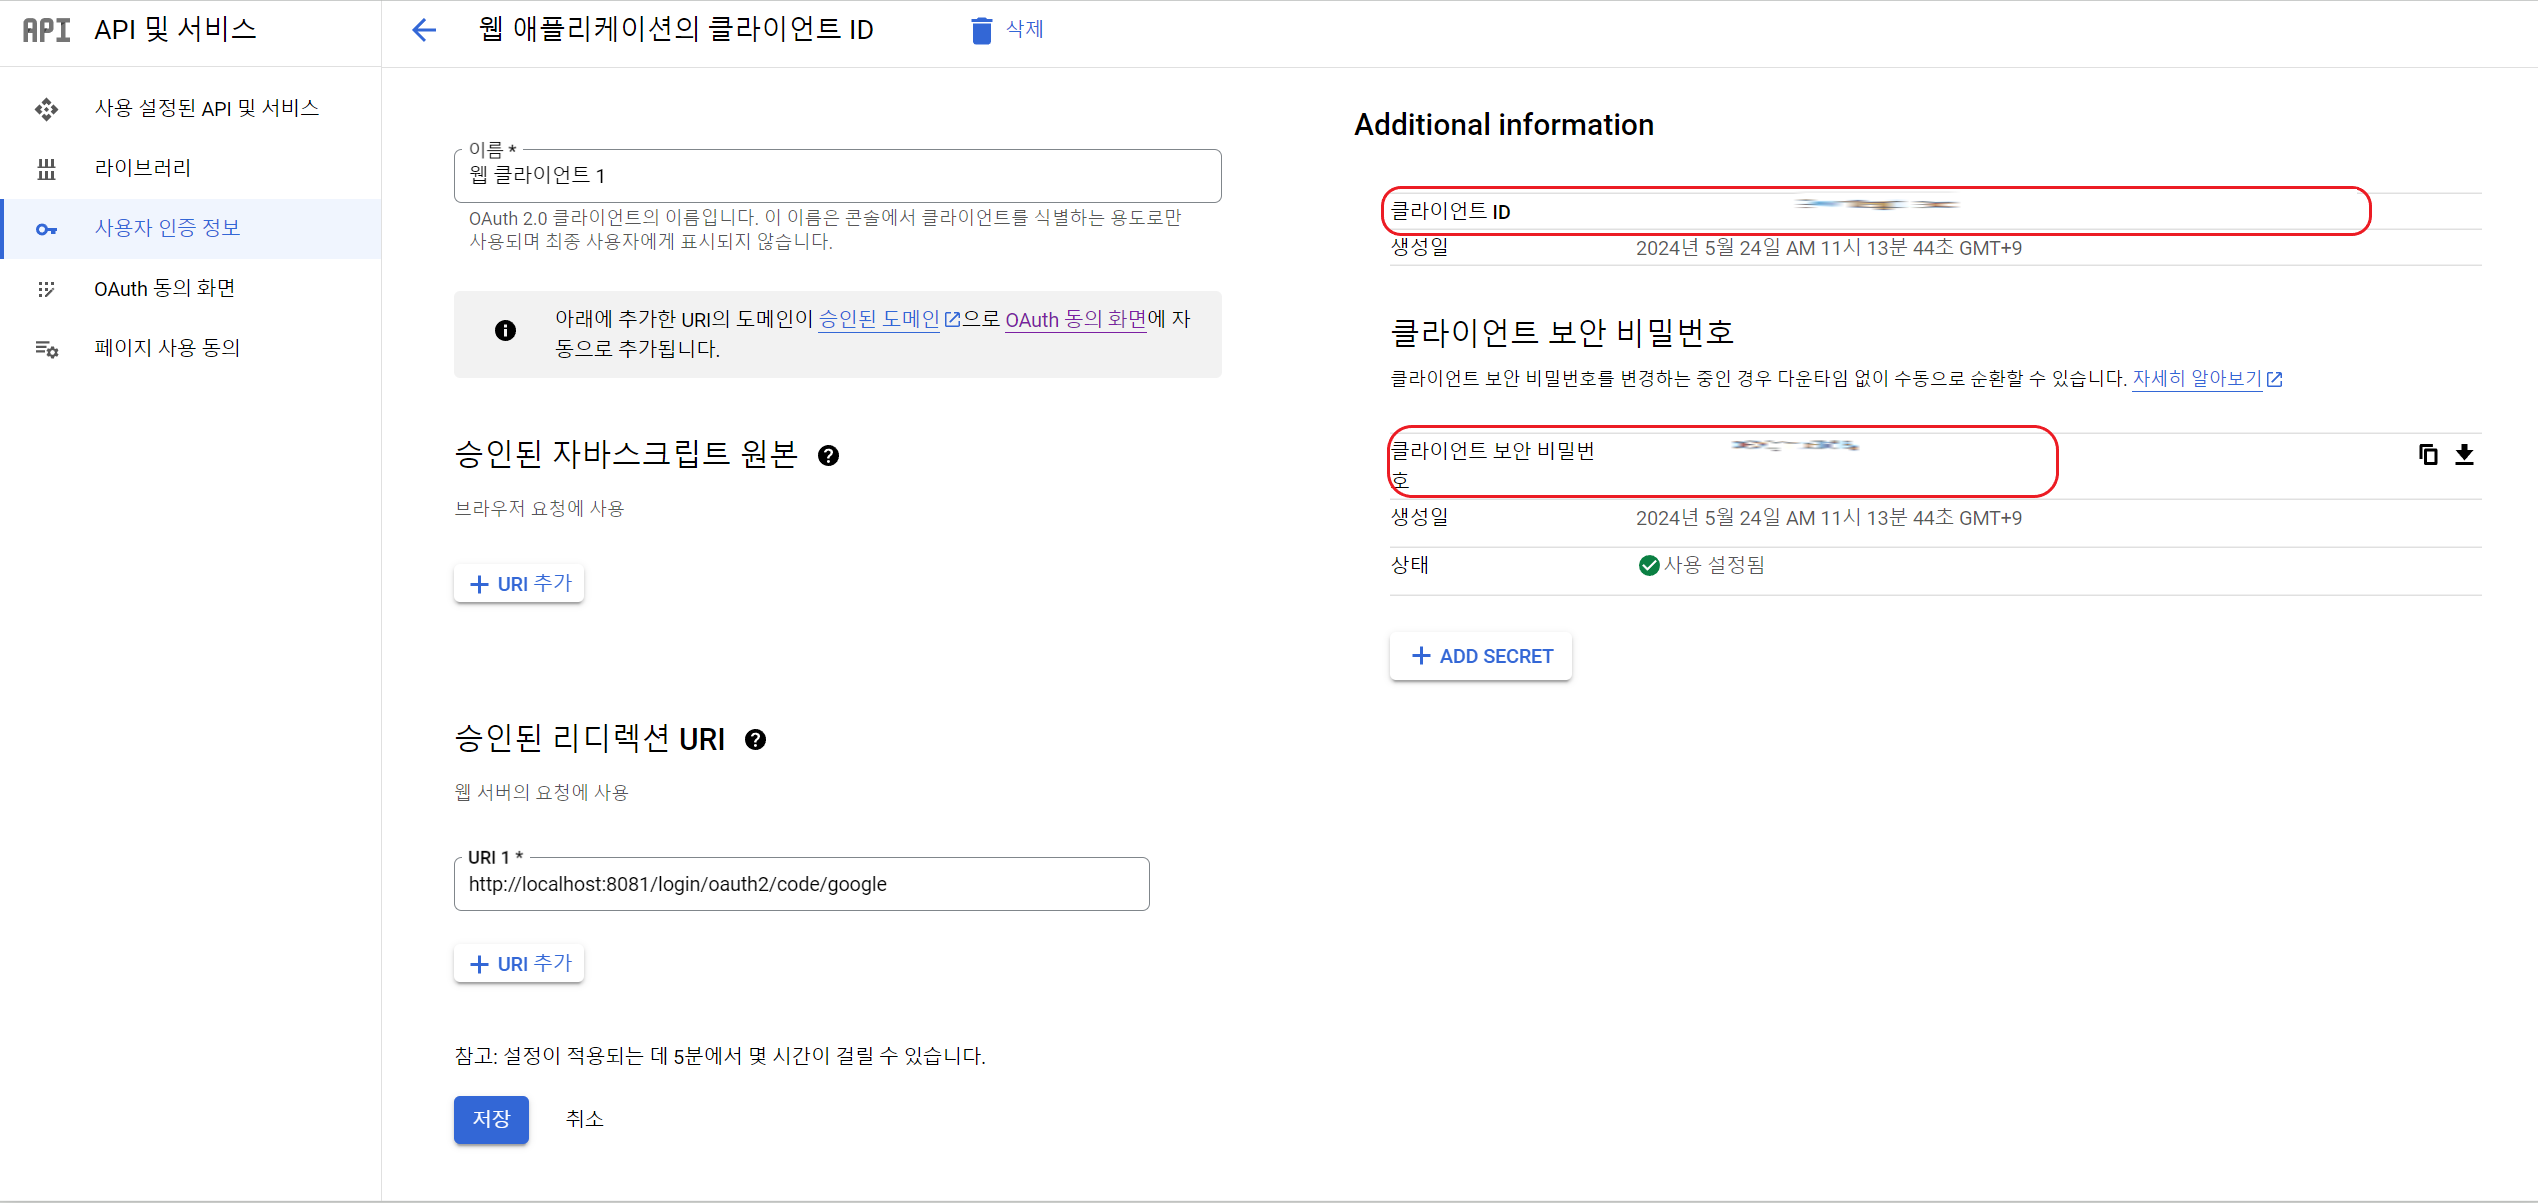 API API 및 서비스
사용 설정된 API 및 서비스
라이브러리
사용자 인증 정보
OAuth 동의 화면
페이지 사용 동의
웹 애플리케이션의 클라이언트 ID
삭제
이름 *
웹 클라이언트 1
OAuth 2.0 클라이언트의 이름입니다. 이 이름은 콘솔에서 클라이언트를 식별하는 용도로만
사용되며 최종 사용자에게 표시되지 않습니다.
아래에 추가한 URI의 도메인이 승인된 도메인으로 OAuth 동의 화면에 자
동으로 추가됩니다.
승인된 자바스크립트 원본
브라우저 요청에 사용
URI 추가
승인된 리디렉션 URI
웹 서버의 요청에 사용
URI 1 *
http://localhost:8081/login/oauth2/code/google
URI 추가
참고: 설정이 적용되는 데 5분에서 몇 시간이 걸릴 수 있습니다.
저장
취소
Additional information
클라이언트 ID
생성일 2024년 5월 24일 AM 11시 13분 44초 GMT+9
클라이언트 보안 비밀번호
클라이언트 보안 비밀번호를 변경하는 중인 경우 다운타임 없이 수동으로 순환할 수 있습니다. 자세히 알아보기
클라이언트 보안 비밀번
호
생성일 2024년 5월 24일 AM 11시 13분 44초 GMT+9
상태 사용 설정됨
ADD SECRET